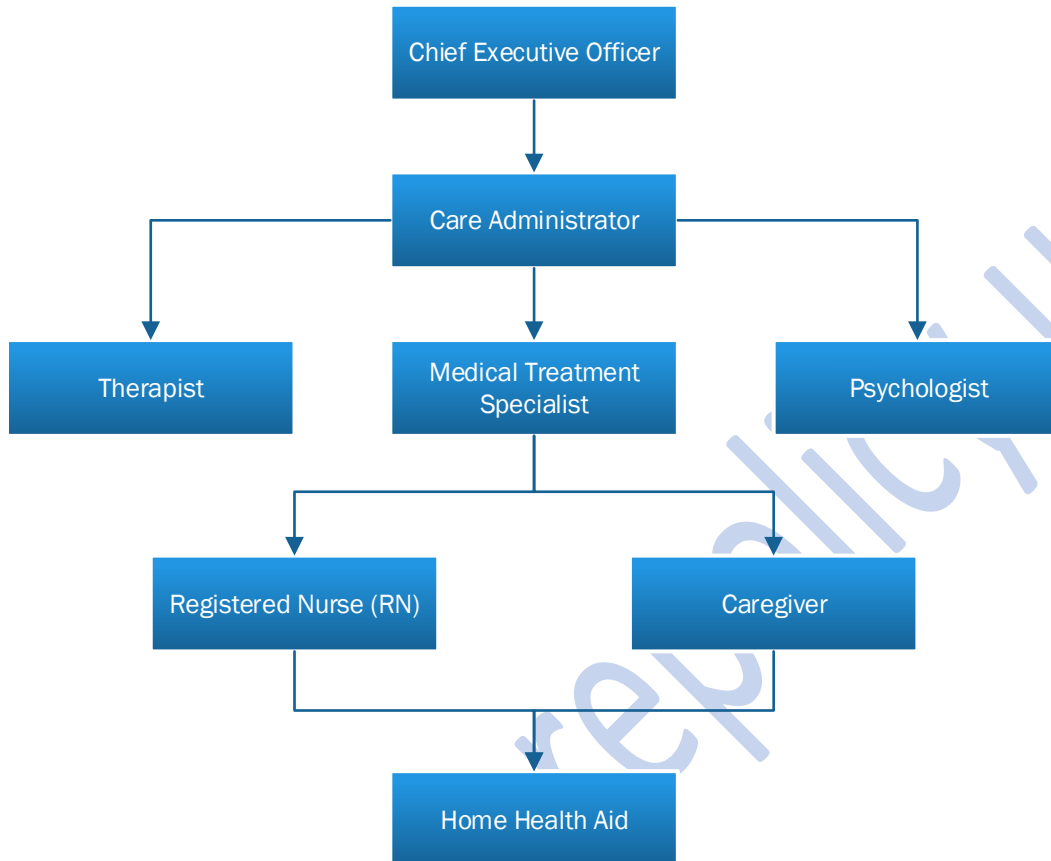 Chief Executive Officer
Care Administrator
Therapist
Medical Treatment
Specialist
Psychologist
Registered Nurse (RN)
Caregiver
Home Health Aid